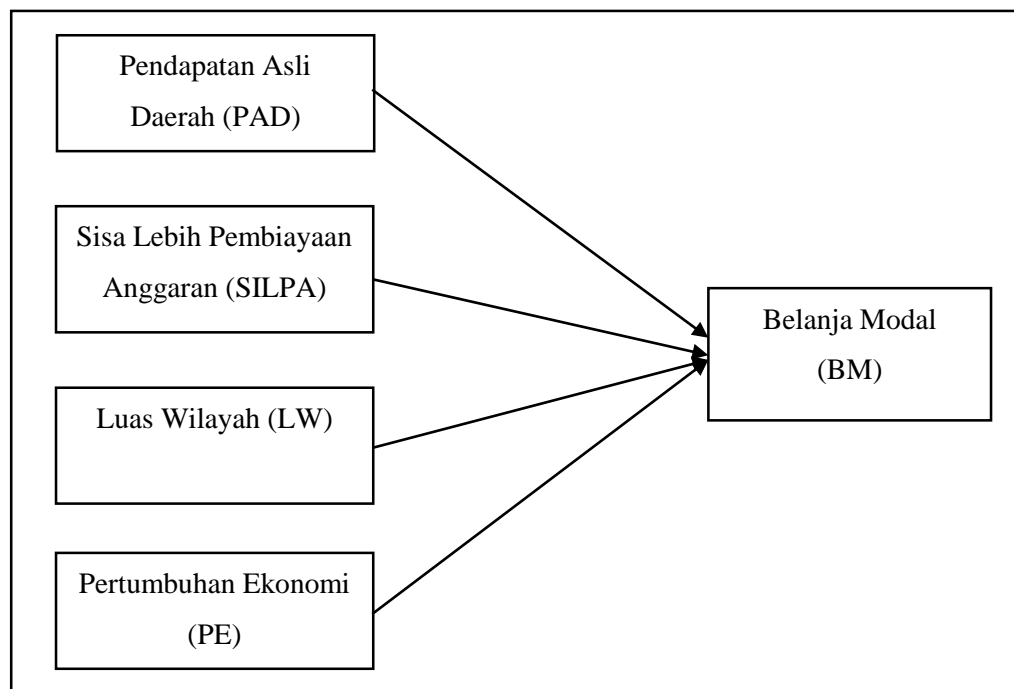 Pendapatan Asli
Daerah (PAD)
Sisa Lebih Pembiayaan
Anggaran (SILPA)
Luas Wilayah (LW)
Pertumbuhan Ekonomi
(PE)
Belanja Modal
(BM)